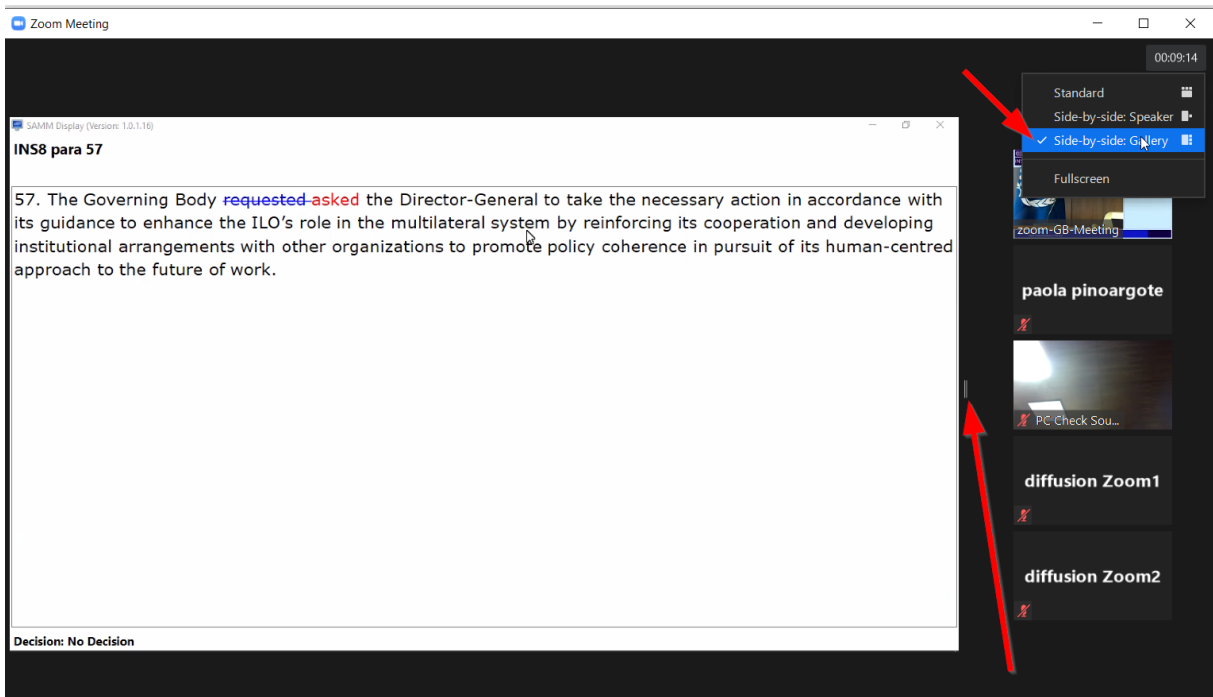 Zoom Meeting
00:09:14
Standard
Side-by-side: Speaker
Side-by-side: Gallery
Fullscreen
SAMM Display (Version: 1.0.1.16)
INS8 para 57
57. The Governing Body requested asked the Director-General to take the necessary action in accordance with
its guidance to enhance the ILO’s role in the multilateral system by reinforcing its cooperation and developing
institutional arrangements with other organizations to promote policy coherence in pursuit of its human-centred
approach to the future of work.
Decision: No Decision
zoom-GB-Meeting
paola pinoargote
PC Check Sou...
diffusion Zoom1
diffusion Zoom2